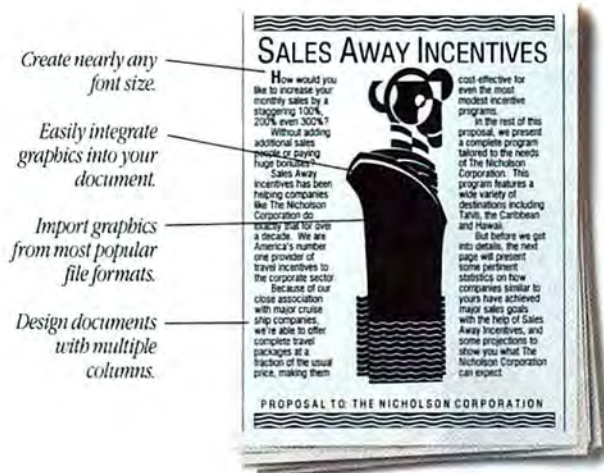 Create nearly any
font size.
Easily integrate
graphics into your
document.
Import graphics
from most popular
file formats.
Design documents
with multiple
columns.
SALES AWAY INCENTIVES
How would you
like to increase your
monthly sales by a
staggering 100%,
200% even 300%?
Without adding
additional sales
people or paying
huge bonuses?
Sales Away
Incentives has been
helping companies
like The Nicholson
Corporation do
exactly that for over
a decade. We are
America's number
one provider of
travel incentives to
the corporate sector.
Because of our
close association
with major cruise
ship companies,
we're able to offer
complete travel
packages at a
fraction of the usual
price, making them
cost-effective for
even the most
modest incentive
programs.
In the rest of this
proposal, we present
a complete program
tailored to the needs
of The Nicholson
Corporation. This
program features a
wide variety of
destinations including
Tahiti, the Caribbean
and Hawaii.
But before we get
into details, the next
page will present
some pertinent
statistics on how
companies similar to
yours have achieved
major sales goals
with the help of Sales
Away Incentives, and
some projections to
show you what The
Nicholson Corporation
can expect.
PROPOSAL TO: THE NICHOLSON CORPORATION